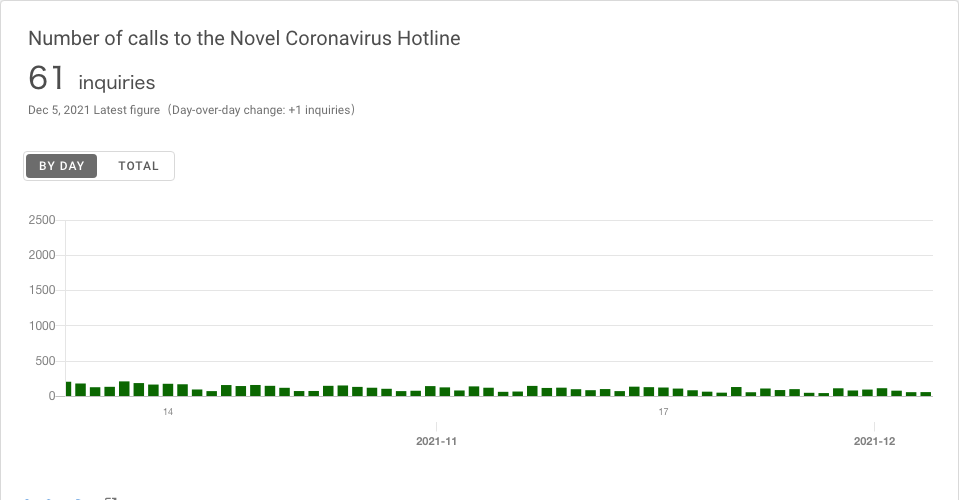 Number of calls to the Novel Coronavirus Hotline
61 inquiries
Dec 5, 2021 Latest figure (Day-over-day change: +1 inquiries)
BY DAY TOTAL
2500
2000
1500
1000
500
0
14 17
2021-11 2021-12